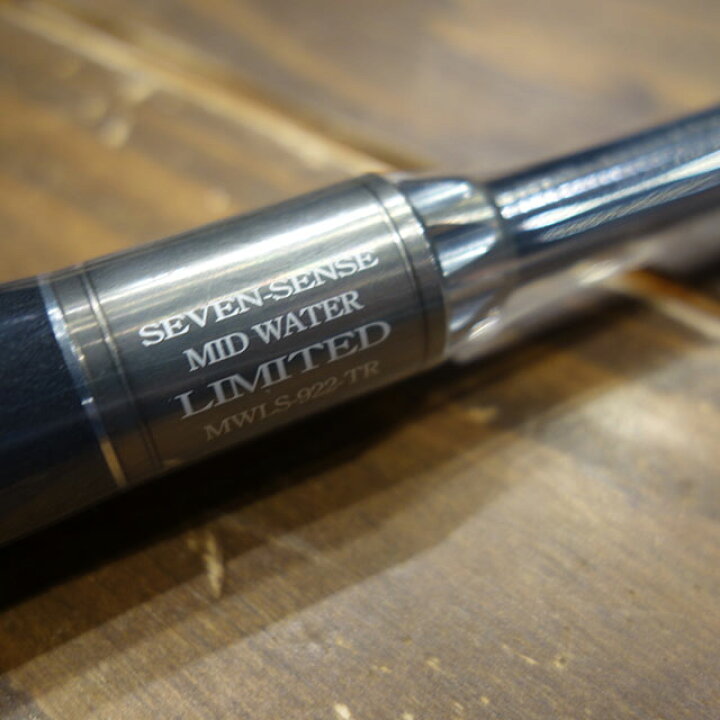 SEVEN-SENSE
MID WATER
LIMITED
MWLS-922-TR